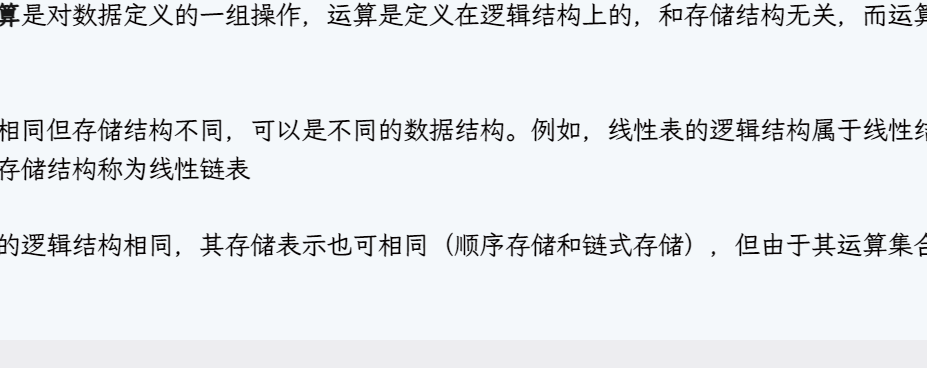 算是对数据定义的一组操作，运算是定义在逻辑结构上的，和存储结构无关，而运算
相同但存储结构不同，可以是不同的数据结构。例如，线性表的逻辑结构属于线性结
存储结构称为线性链表
的逻辑结构相同，其存储表示也可相同（顺序存储和链式存储），但由于其运算集合